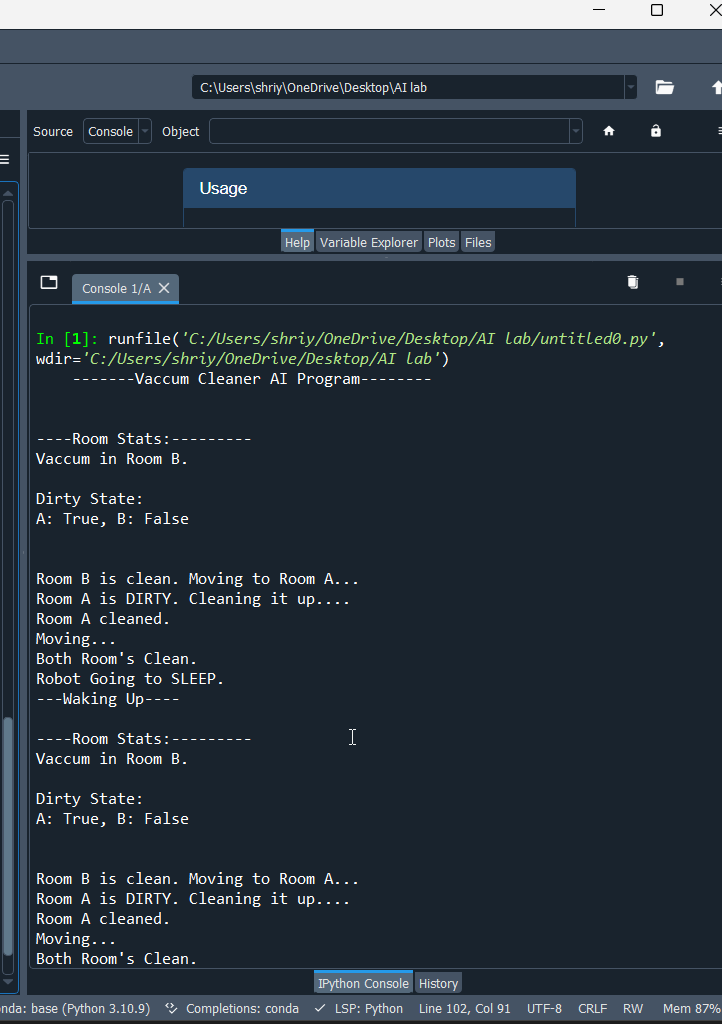 C:\Users\shriy\OneDrive\Desktop\AI lab
Source Console Object
Usage
Help Variable Explorer Plots Files
Console 1/A
In [1]: runfile('C:/Users/shriy/OneDrive/Desktop/AI lab/untitled0.py',
wdir='C:/Users/shriy/OneDrive/Desktop/AI lab')
-------Vaccum Cleaner AI Program--------
----Room Stats:---------
Vaccum in Room B.
Dirty State:
A: True, B: False
Room B is clean. Moving to Room A...
Room A is DIRTY. Cleaning it up....
Room A cleaned.
Moving...
Both Room's Clean.
Robot Going to SLEEP.
---Waking Up----
----Room Stats:---------
Vaccum in Room B.
Dirty State:
A: True, B: False
Room B is clean. Moving to Room A...
Room A is DIRTY. Cleaning it up....
Room A cleaned.
Moving...
Both Room's Clean.
IPython Console History
nda: base (Python 3.10.9) Completions: conda LSP: Python Line 102, Col 91 UTF-8 CRLF RW Mem 87%